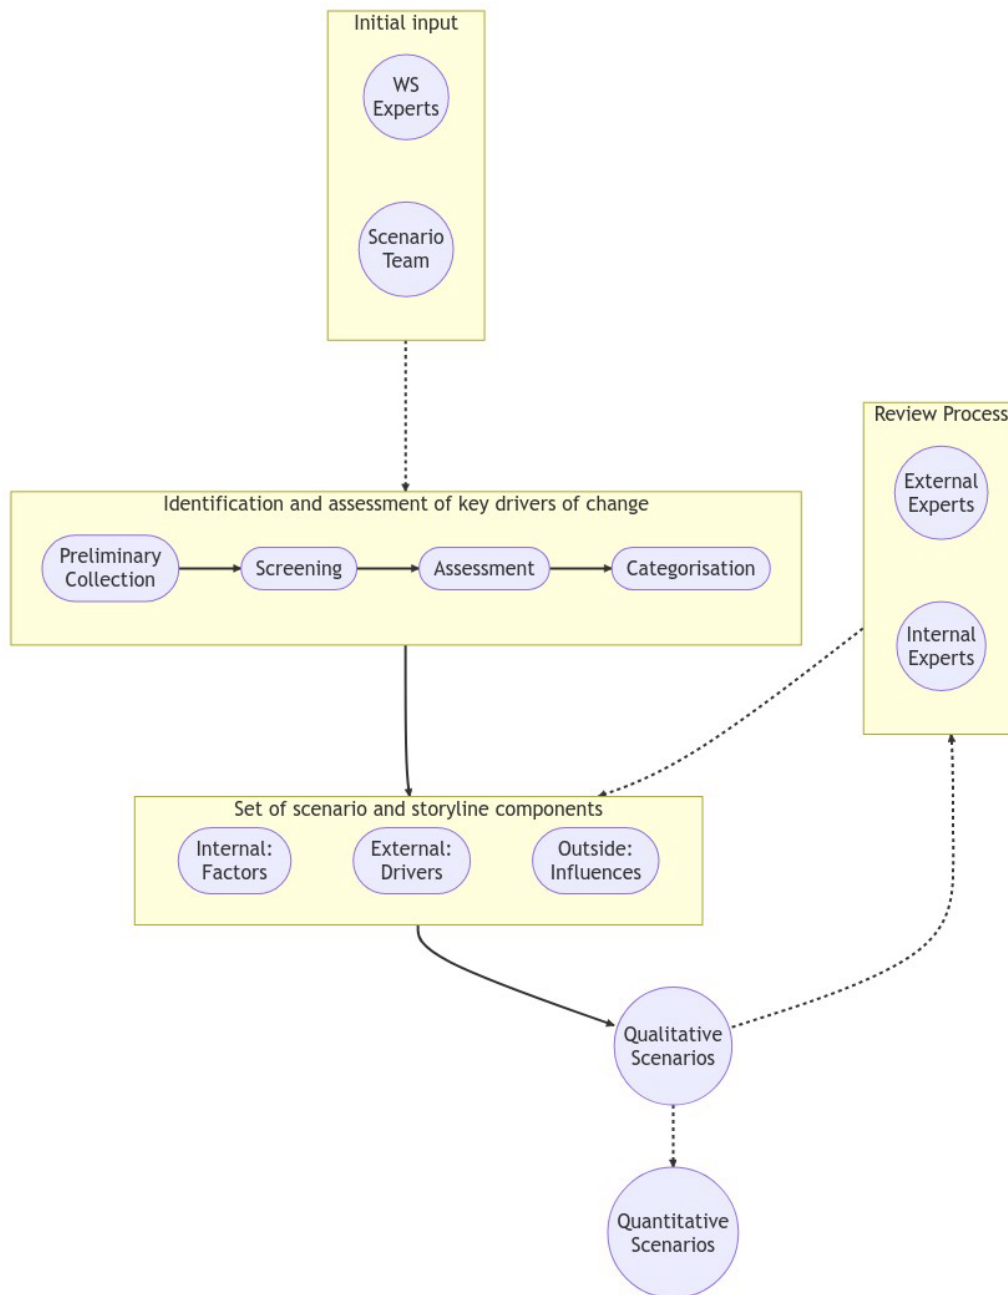 Initial input
WS
Experts
Scenario
Team
Review Process
External
Experts
Internal
Experts
Identification and assessment of key drivers of change
Preliminary
Collection
Screening
Assessment
Categorisation
Set of scenario and storyline components
Internal:
Factors
External:
Drivers
Outside:
Influences
Qualitative
Scenarios
Quantitative
Scenarios